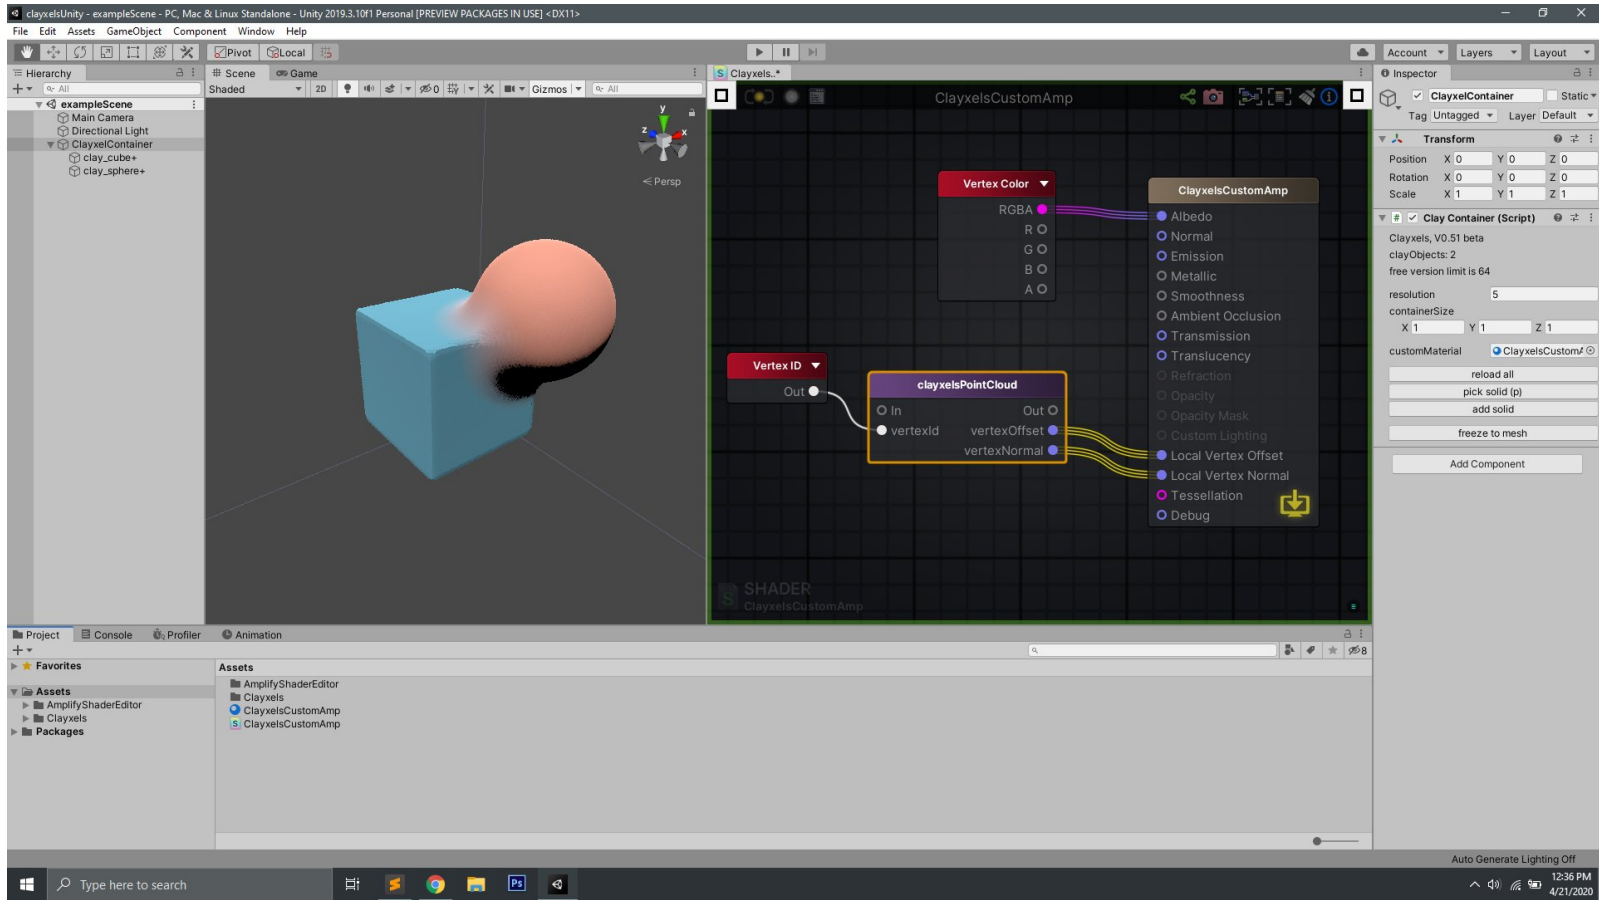 clayxelsUnity - exampleScene - PC, Mac & Linux Standalone - Unity 2019.3.10f1 Personal [PREVIEW PACKAGES IN USE] <DX11>
File Edit Assets GameObject Component Window Help
Pivot Local
Account Layers Layout
Hierarchy
All
exampleScene
Main Camera
Directional Light
ClayxelContainer
clay_cube+
clay_sphere+
Scene Game
Shaded 2D 0 Gizmos All
y
z x
Persp
Clayxels..*
ClayxelsCustomAmp
Vertex Color
RGBA
R
G
B
A
Vertex ID
Out
clayxelsPointCloud
In Out
vertexId vertexOffset
vertexNormal
ClayxelsCustomAmp
Albedo
Normal
Emission
Metallic
Smoothness
Ambient Occlusion
Transmission
Translucency
Refraction
Opacity
Opacity Mask
Custom Lighting
Local Vertex Offset
Local Vertex Normal
Tessellation
Debug
SHADER
ClayxelsCustomAmp
Inspector
ClayxelContainer Static
Tag Untagged Layer Default
Transform
Position X 0 Y 0 Z 0
Rotation X 0 Y 0 Z 0
Scale X 1 Y 1 Z 1
# Clay Container (Script)
Clayxels, V0.51 beta
clayObjects: 2
free version limit is 64
resolution 5
containerSize
X 1 Y 1 Z 1
customMaterial ClayxelsCustomA
reload all
pick solid (p)
add solid
freeze to mesh
Add Component
Project Console Profiler Animation
8
Favorites
Assets
AmplifyShaderEditor
Clayxels
Packages
Assets
AmplifyShaderEditor
Clayxels
ClayxelsCustomAmp
ClayxelsCustomAmp
Auto Generate Lighting Off
Type here to search
Ps
12:36 PM
4/21/2020